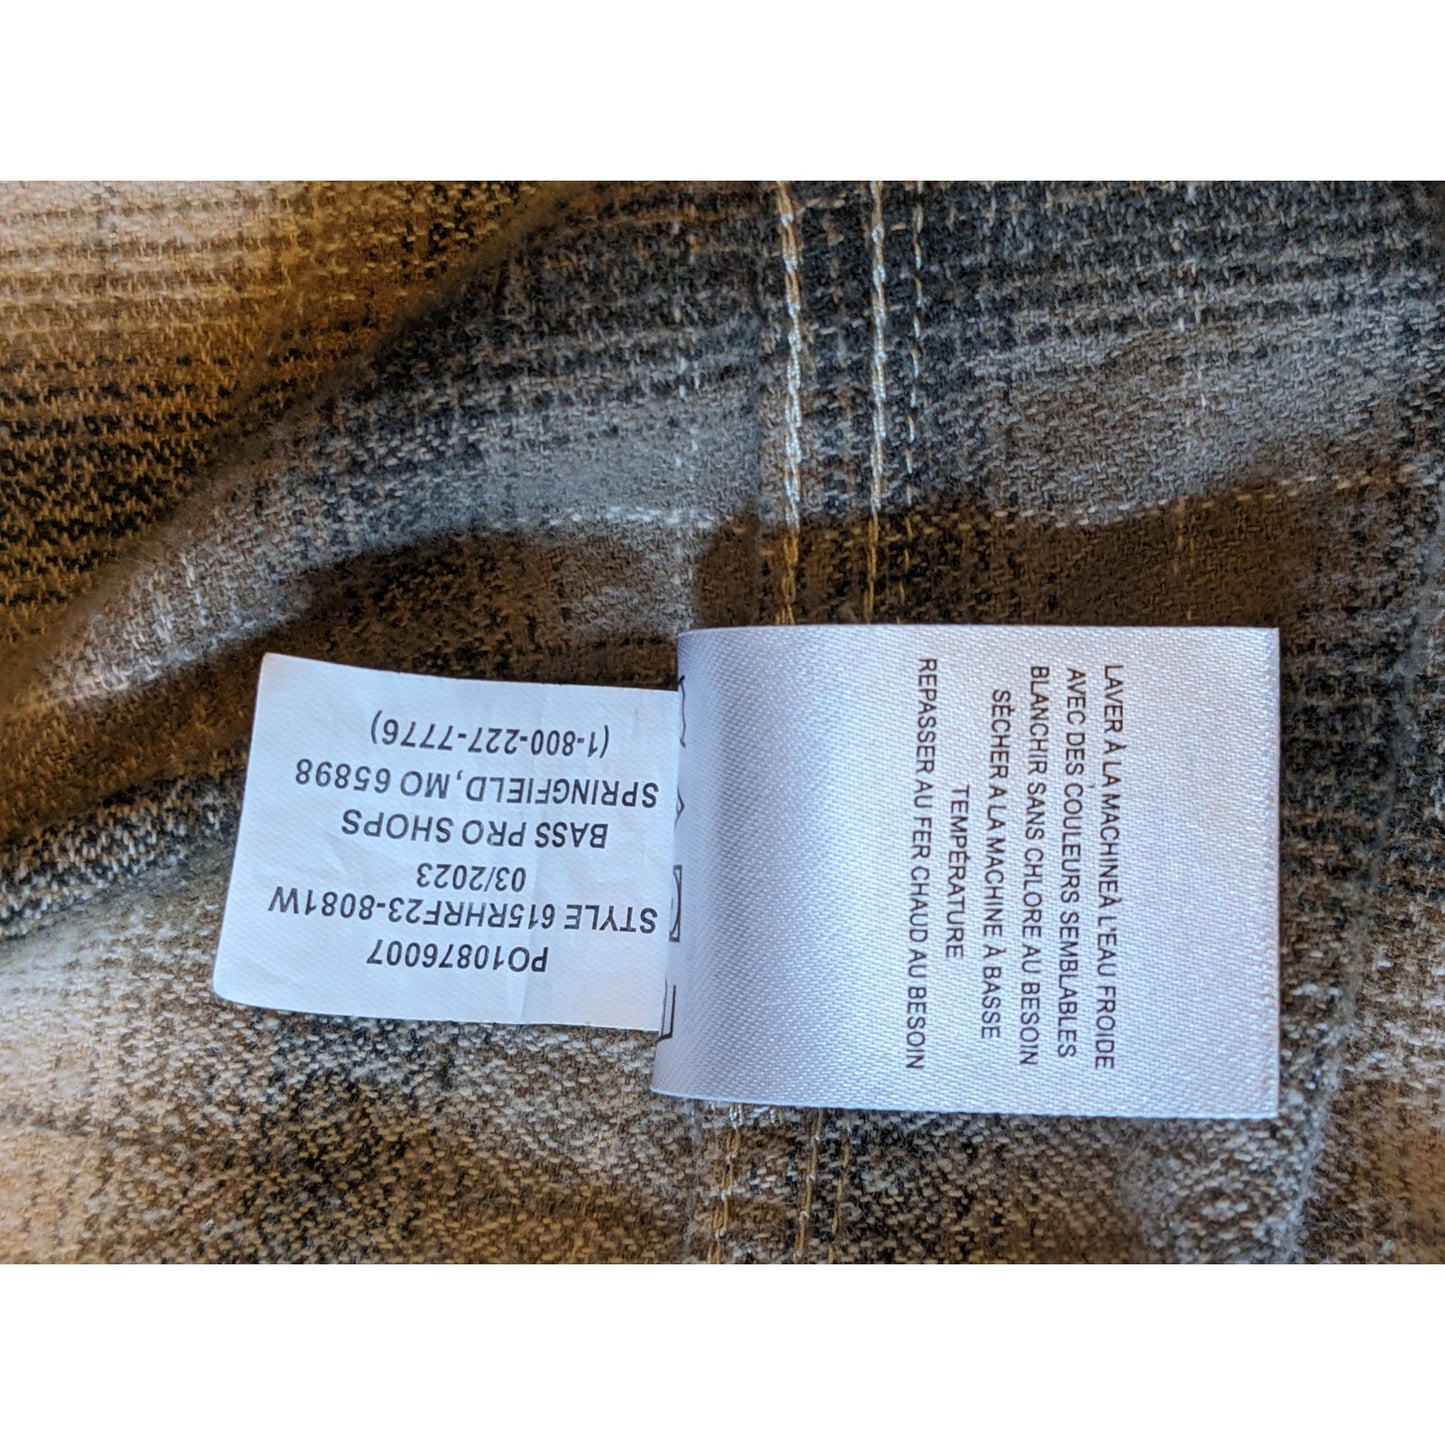 PO10876007
STYLE 615RHRF23-8081W
03/2023
BASS PRO SHOPS
SPRINGFIELD, MO 65898
(1-800-227-7776)
LAVER À LA MACHINEÀ L'EAU FROIDE
AVEC DES COULEURS SEMBLABLES
BLANCHIR SANS CHLORE AU BESOIN
SÈCHER A LA MACHINE À BASSE
TEMPÉRATURE
REPASSER AU FER CHAUD AU BESOIN